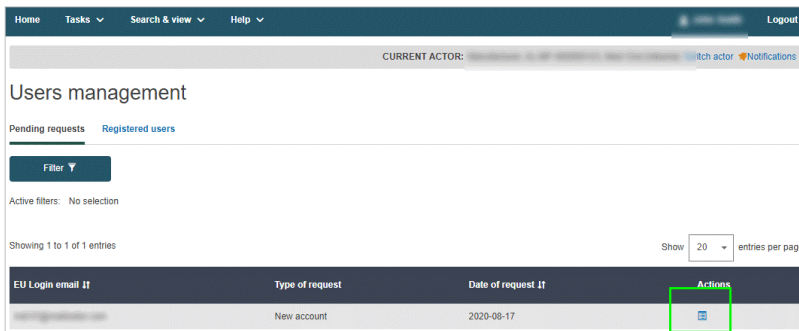 Home Tasks Search & view Help Logout
CURRENT ACTOR: itch actor Notifications
Users management
Pending requests Registered users
Filter
Active filters: No selection
Showing 1 to 1 of 1 entries Show 20 entries per pag
EU Login email Type of request Date of request Actions
New account 2020-08-17